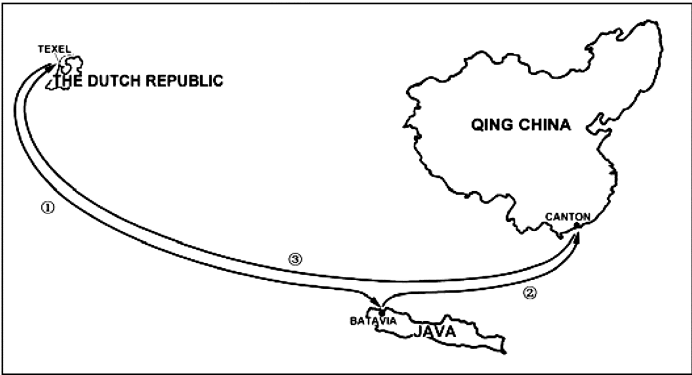 TEXEL
THE DUTCH REPUBLIC
QING CHINA
CANTON
①
③
②
BATAVIA
JAVA